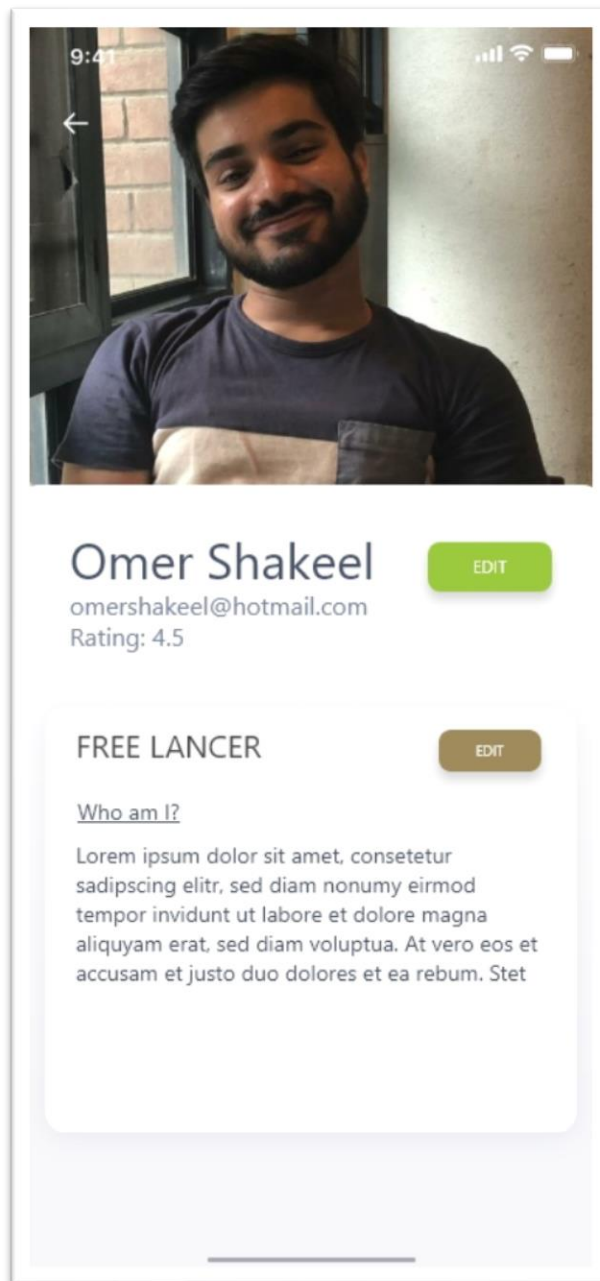 9:41
Omer Shakeel
EDIT
omershakeel@hotmail.com
Rating: 4.5
FREE LANCER
EDIT
Who am I?
Lorem ipsum dolor sit amet, consetetur
sadipscing elitr, sed diam nonumy eirmod
tempor invidunt ut labore et dolore magna
aliquyam erat, sed diam voluptua. At vero eos et
accusam et justo duo dolores et ea rebum. Stet